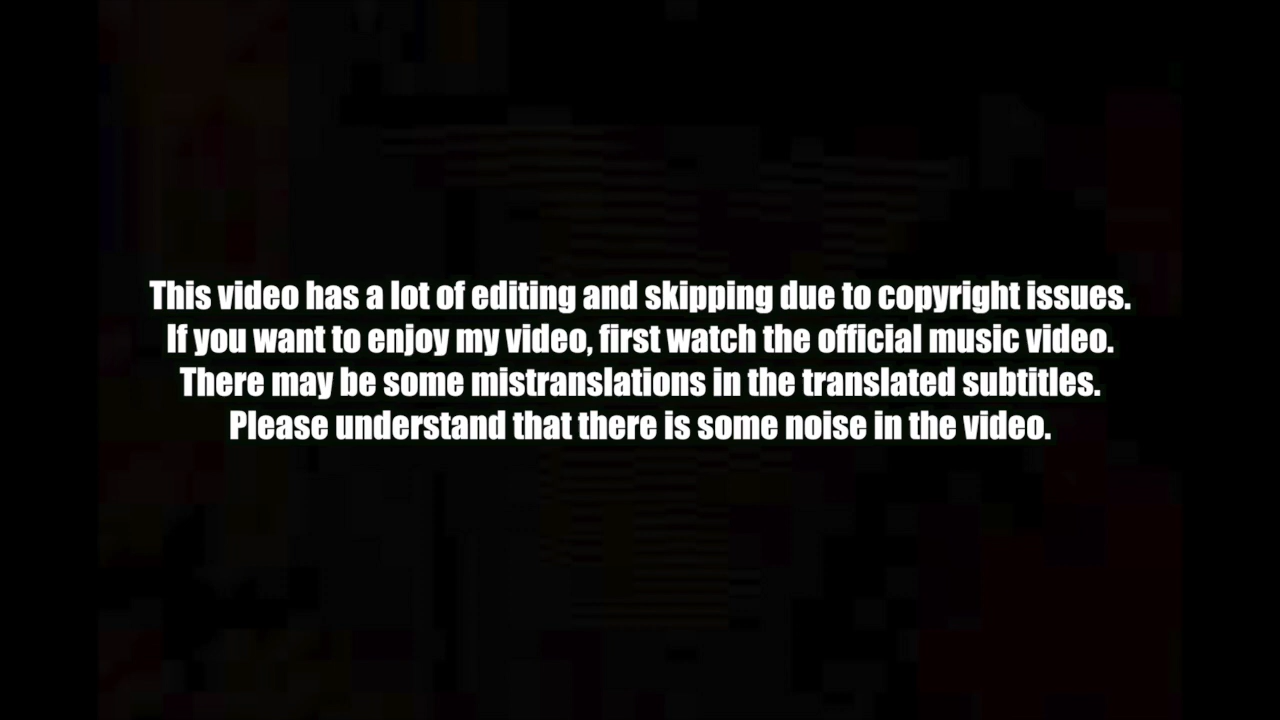 This video has a lot of editing and skipping due to copyright issues.
If you want to enjoy my video, first watch the official music video.
There may be some mistranslations in the translated subtitles.
Please understand that there is some noise in the video.